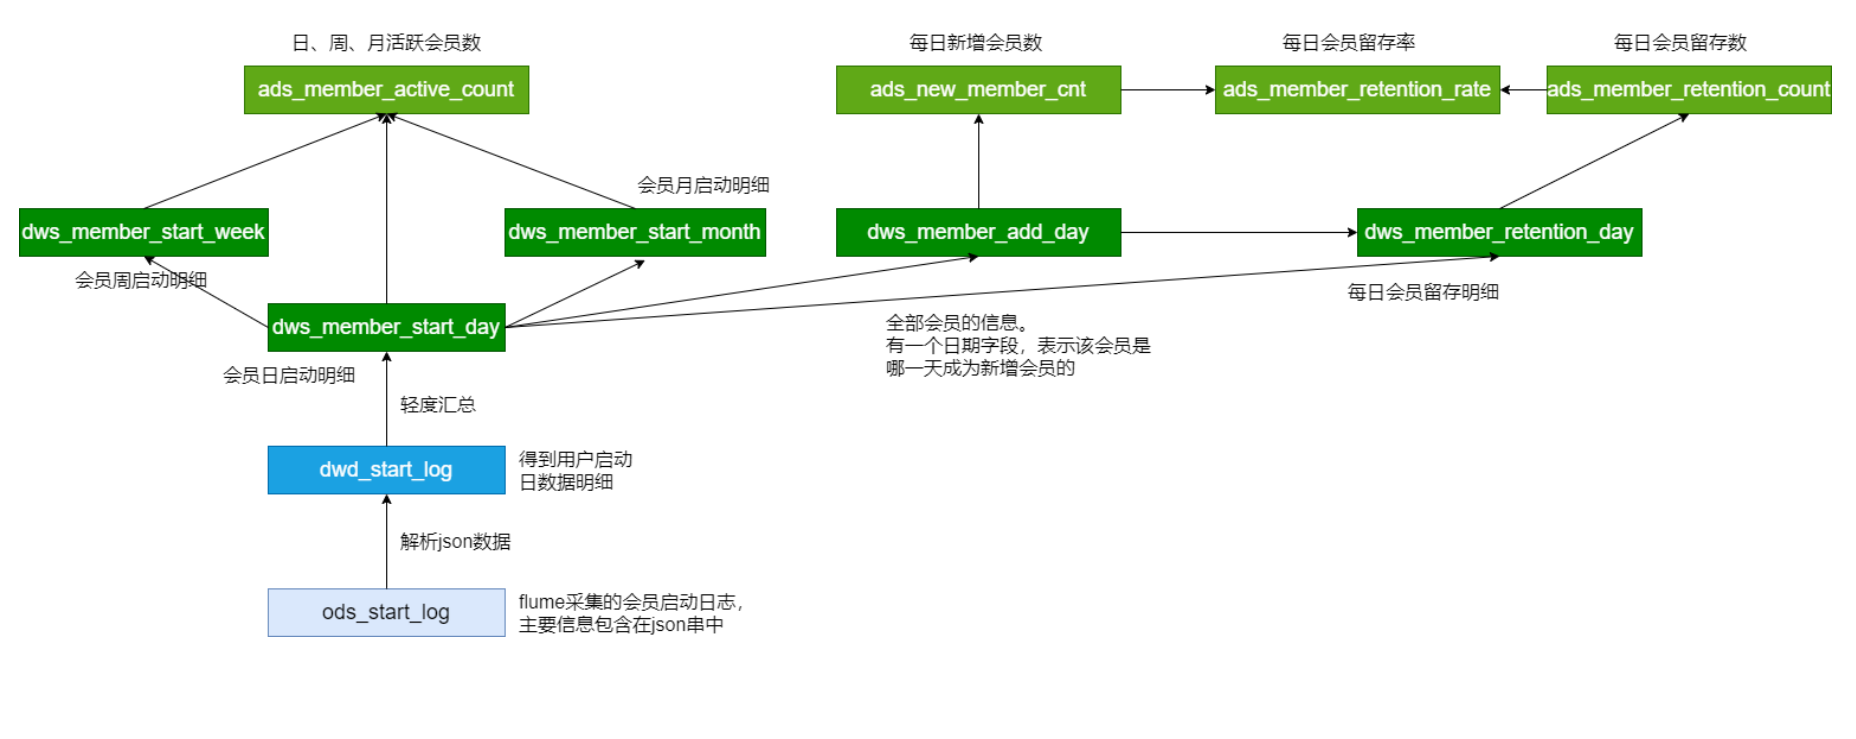 日、周、月活跃会员数
每日新增会员数
每日会员留存率
每日会员留存数
ads_member_active_count
ads_new_member_cnt
ads_member_retention_rate
ads_member_retention_count
会员月启动明细
dws_member_start_week
dws_member_start_month
dws_member_add_day
dws_member_retention_day
会员周启动明细
每日会员留存明细
dws_member_start_day
全部会员的信息。
有一个日期字段，表示该会员是
哪一天成为新增会员的
会员日启动明细
轻度汇总
dwd_start_log
得到用户启动
日数据明细
解析json数据
ods_start_log
flume采集的会员启动日志，
主要信息包含在json串中